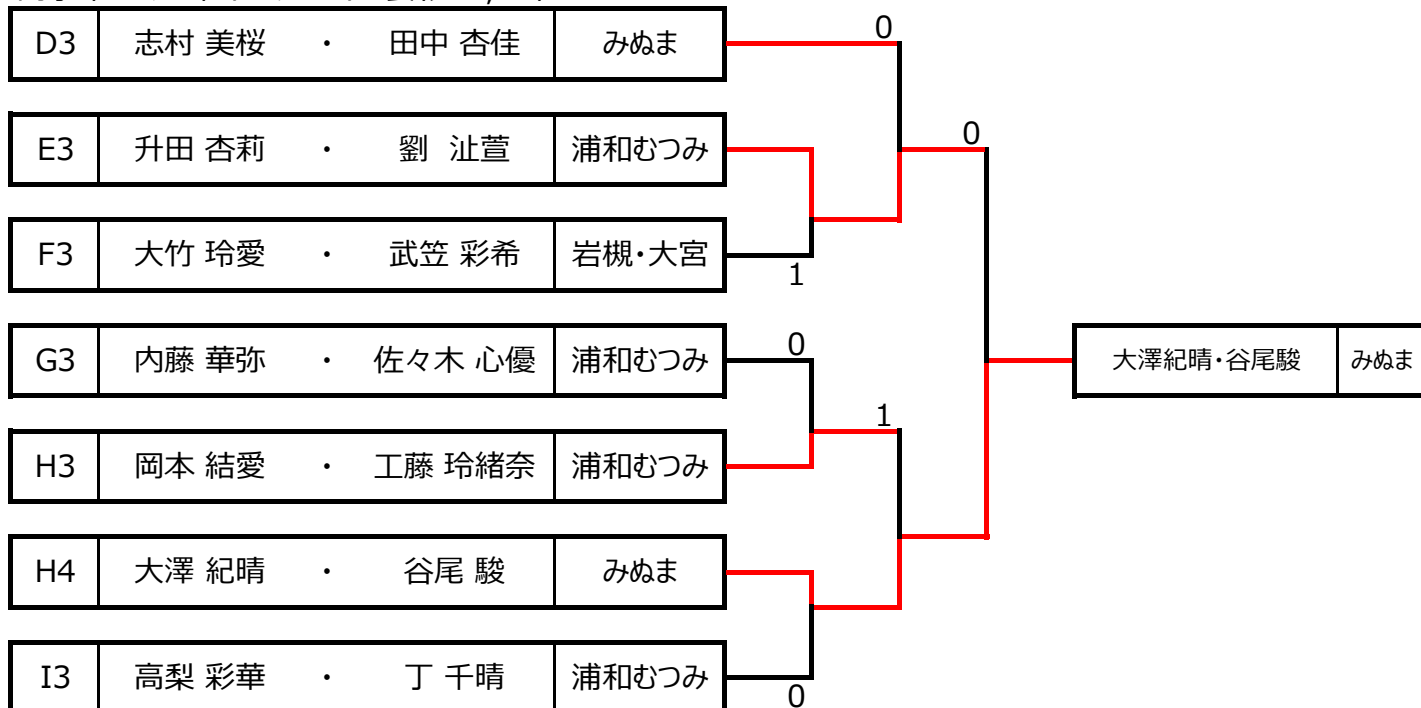 0
D3 志村 美桜 ・ 田中 杏佳 みぬま
0
E3 升田 杏莉 ・ 劉 沚萱 浦和むつみ
F3 大竹 玲愛 ・ 武笠 彩希 岩槻・大宮
1
0
G3 内藤 華弥 ・ 佐々木 心優 浦和むつみ
大澤紀晴・谷尾駿 みぬま
1
H3 岡本 結愛 ・ 工藤 玲緒奈 浦和むつみ
H4 大澤 紀晴 ・ 谷尾 駿 みぬま
I3 高梨 彩華 ・ 丁 千晴 浦和むつみ
0